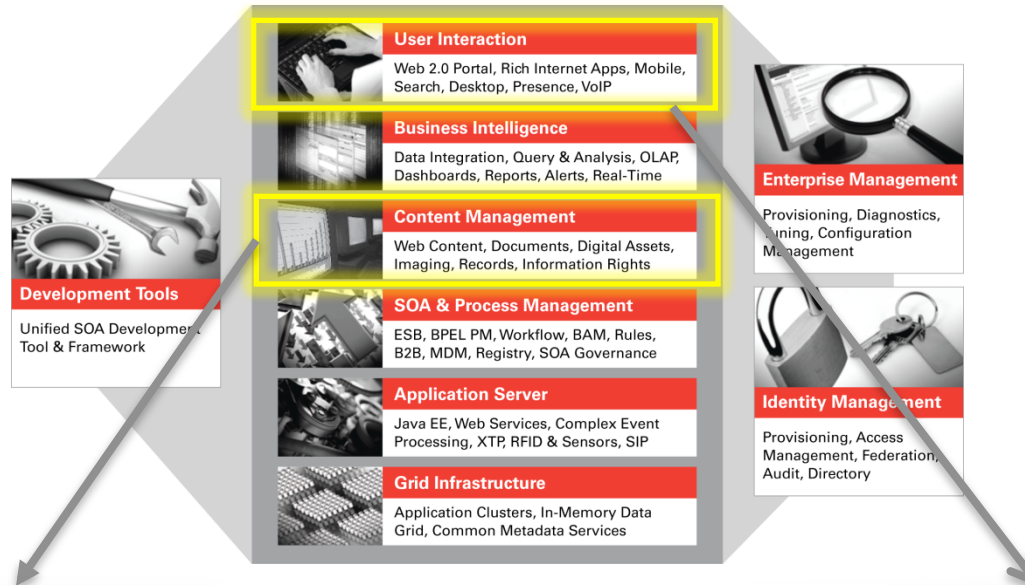 User Interaction
Web 2.0 Portal, Rich Internet Apps, Mobile,
Search, Desktop, Presence, VoIP
Business Intelligence
Data Integration, Query & Analysis, OLAP,
Dashboards, Reports, Alerts, Real-Time
Content Management
Web Content, Documents, Digital Assets,
Imaging, Records, Information Rights
SOA & Process Management
ESB, BPEL PM, Workflow, BAM, Rules,
B2B, MDM, Registry, SOA Governance
Application Server
Java EE, Web Services, Complex Event
Processing, XTP, RFID & Sensors, SIP
Grid Infrastructure
Application Clusters, In-Memory Data
Grid, Common Metadata Services
Development Tools
Unified SOA Development
Tool & Framework
Enterprise Management
Provisioning, Diagnostics,
Tuning, Configuration
Management
Identity Management
Provisioning, Access
Management, Federation,
Audit, Directory